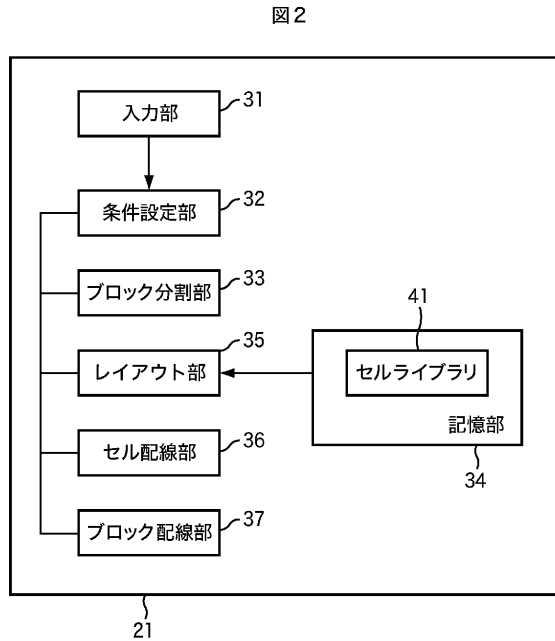 図2
入力部
31
条件設定部
32
ブロック分割部
33
レイアウト部
35
41
セルライブラリ
記憶部
34
セル配線部
36
ブロック配線部
37
21